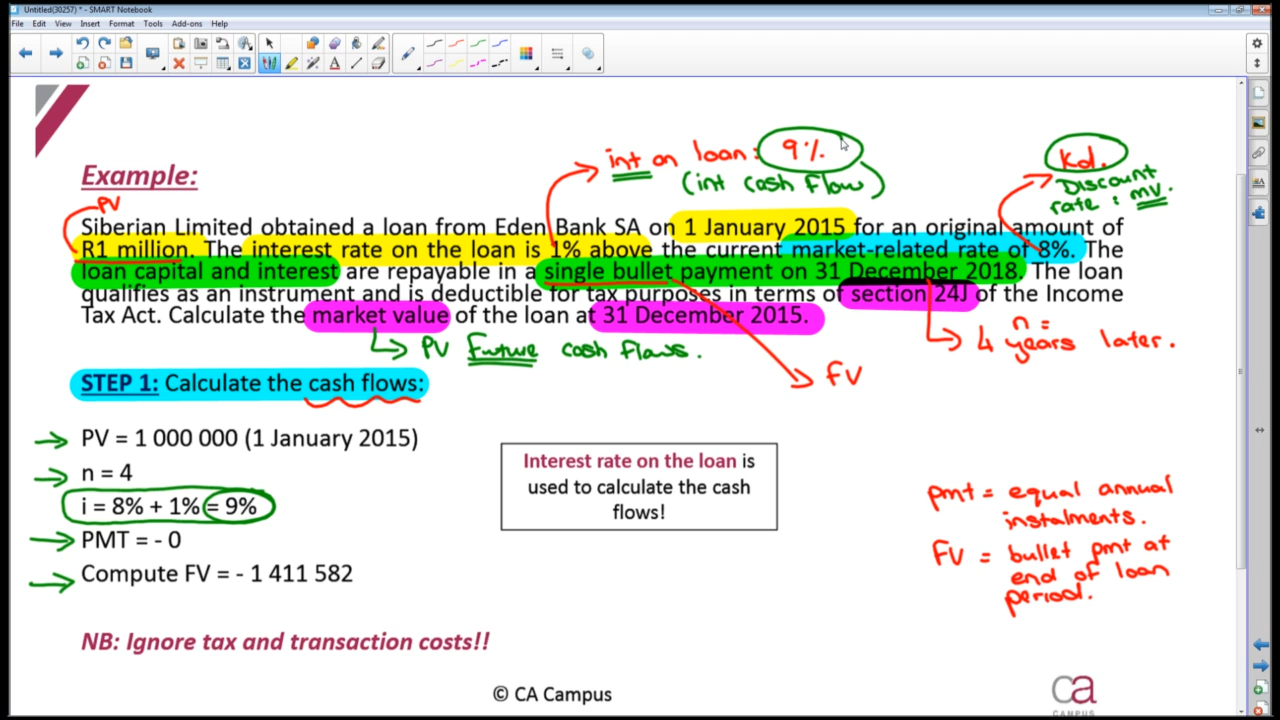 Untitled(30257) * - SMART Notebook
File Edit View Insert Format Tools Add-ons Help
int on loan: 9%.
(int cash flow)
Kd.
Discount
rate : mv.
Example:
PV
Siberian Limited obtained a loan from Eden Bank SA on 1 January 2015 for an original amount of
R1 million. The interest rate on the loan is 1% above the current market-related rate of 8%. The
loan capital and interest are repayable in a single bullet payment on 31 December 2018. The loan
qualifies as an instrument and is deductible for tax purposes in terms of section 24J of the Income
Tax Act. Calculate the market value of the loan at 31 December 2015.
n =
4 years later.
PV Future cash flows.
FV
STEP 1: Calculate the cash flows:
PV = 1 000 000 (1 January 2015)
n = 4
i = 8% + 1% = 9%
PMT = - 0
Compute FV = - 1 411 582
Interest rate on the loan is
used to calculate the cash
flows!
pmt = equal annual
instalments.
FV = bullet pmt at
end of loan
period.
NB: Ignore tax and transaction costs!!
© CA Campus
ca
CAMPUS